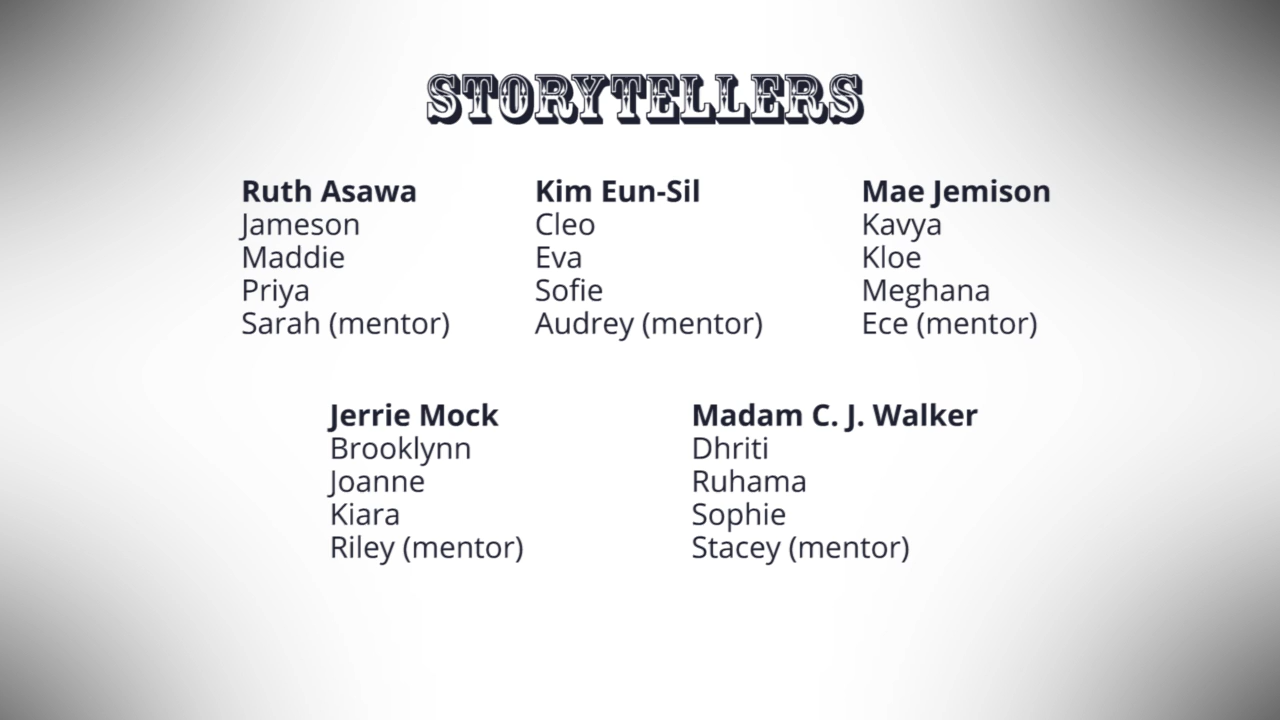 STORYTELLERS
Ruth Asawa
Jameson
Maddie
Priya
Sarah (mentor)
Kim Eun-Sil
Cleo
Eva
Sofie
Audrey (mentor)
Mae Jemison
Kavya
Kloe
Meghana
Ece (mentor)
Jerrie Mock
Brooklynn
Joanne
Kiara
Riley (mentor)
Madam C. J. Walker
Dhriti
Ruhama
Sophie
Stacey (mentor)